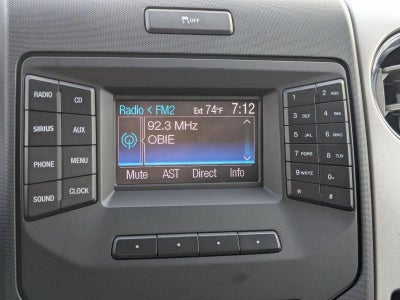 OFF
RADIO
CD
SIRIUS
AUX
PHONE
MENU
SOUND
CLOCK
Radio < FM2 Ext 74°F 7:12
92.3 MHz
OBIE
Mute AST Direct Info
1
2 ABC
3 DEF
4 GHI
5 JKL
6 MNO
7 PQRS
8 TUV
9 WXYZ
0
*
#